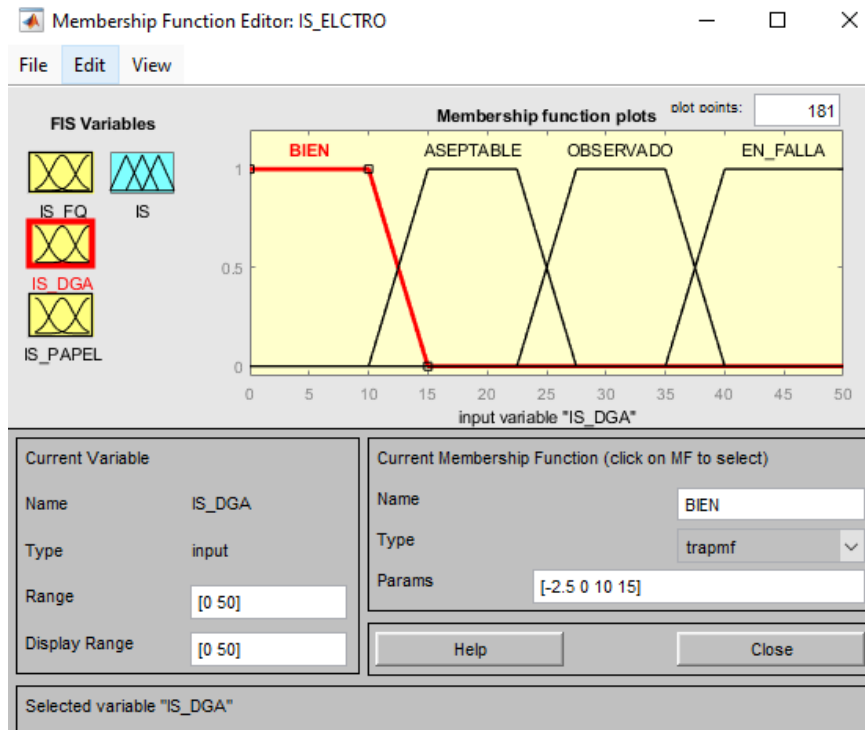 Membership Function Editor: IS_ELCTRO
File Edit View
FIS Variables
IS_FQ
IS
IS_DGA
IS_PAPEL
Membership function plots
plot points:
181
BIEN
ASEPTABLE
OBSERVADO
EN_FALLA
1
0.5
0
0 5 10 15 20 25 30 35 40 45 50
input variable "IS_DGA"
Current Variable
Name IS_DGA
Type input
Range [0 50]
Display Range [0 50]
Current Membership Function (click on MF to select)
Name BIEN
Type trapmf
Params [-2.5 0 10 15]
Help
Close
Selected variable "IS_DGA"